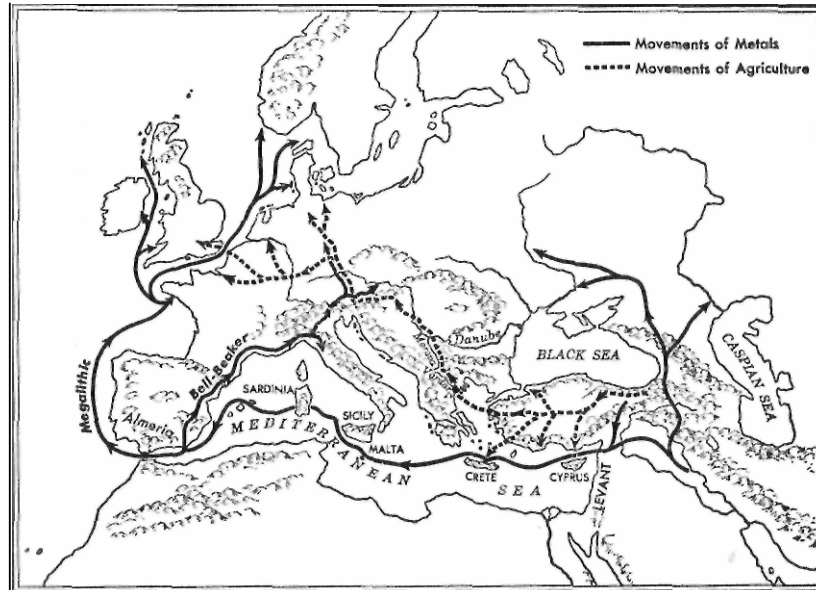 Movements of Metals
Movements of Agriculture
Megalithic
Bell-Beaker
Almeria
SARDINIA
SICILY
MALTA
MEDITERRANEAN
SEA
CRETE
CYPRUS
LEVANT
Danube
BLACK SEA
CASPIAN SEA